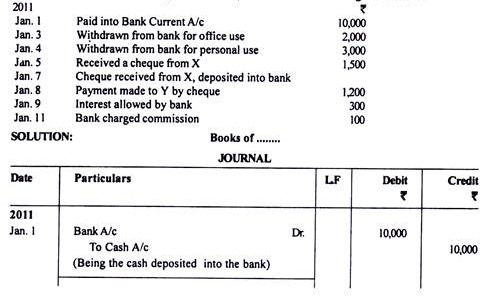 2011 ₹
Jan. 1 Paid into Bank Current A/c 10,000
Jan. 3 Withdrawn from bank for office use 2,000
Jan. 4 Withdrawn from bank for personal use 3,000
Jan. 5 Received a cheque from X 1,500
Jan. 7 Cheque received from X, deposited into bank
Jan. 8 Payment made to Y by cheque 1,200
Jan. 9 Interest allowed by bank 300
Jan. 11 Bank charged commission 100
SOLUTION: Books of ........
JOURNAL
Date Particulars LF Debit Credit
₹ ₹
2011
Jan. 1 Bank A/c Dr. 10,000
To Cash A/c 10,000
(Being the cash deposited into the bank)